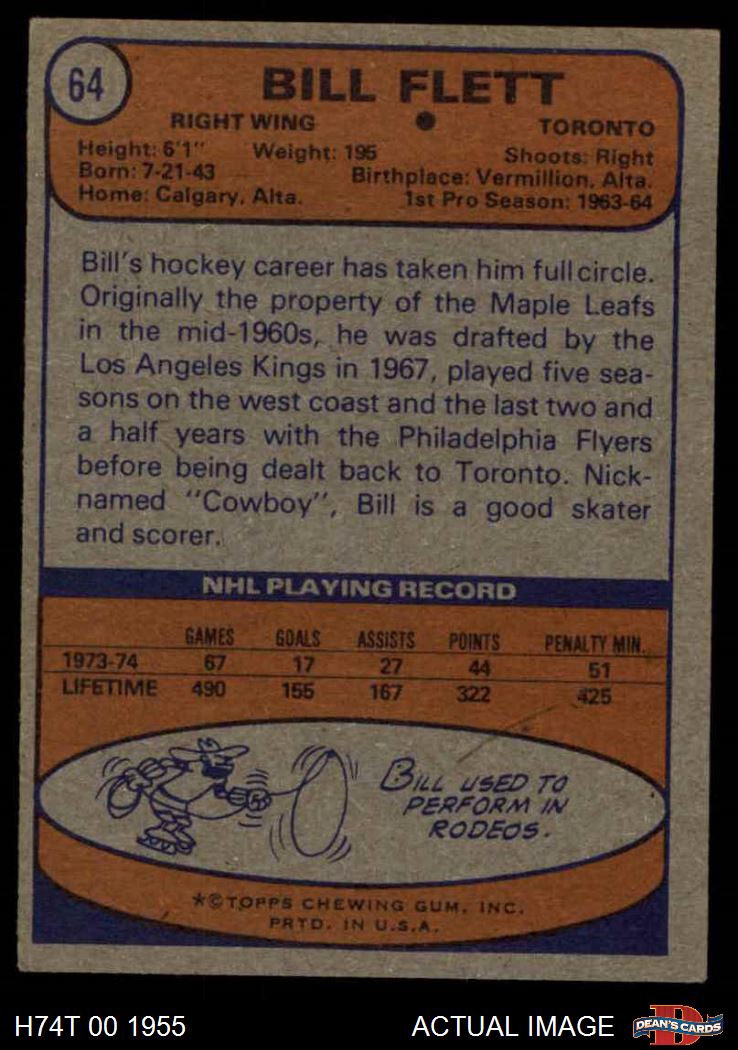 64
BILL FLETT
RIGHT WING
TORONTO
Height: 6'1" Weight: 195 Shoots: Right
Born: 7-21-43 Birthplace: Vermillion, Alta.
Home: Calgary, Alta. 1st Pro Season: 1963-64
Bill's hockey career has taken him full circle.
Originally the property of the Maple Leafs
in the mid-1960s, he was drafted by the
Los Angeles Kings in 1967, played five sea-
sons on the west coast and the last two and
a half years with the Philadelphia Flyers
before being dealt back to Toronto. Nick-
named "Cowboy", Bill is a good skater
and scorer.
NHL PLAYING RECORD
GAMES GOALS ASSISTS POINTS PENALTY MIN.
1973-74 67 17 27 44 51
LIFETIME 490 155 167 322 425
BILL USED TO
PERFORM IN
RODEOS.
*©TOPPS CHEWING GUM, INC.
PRTD. IN U.S.A.
H74T 00 1955 ACTUAL IMAGE
D
DEAN'S CARDS